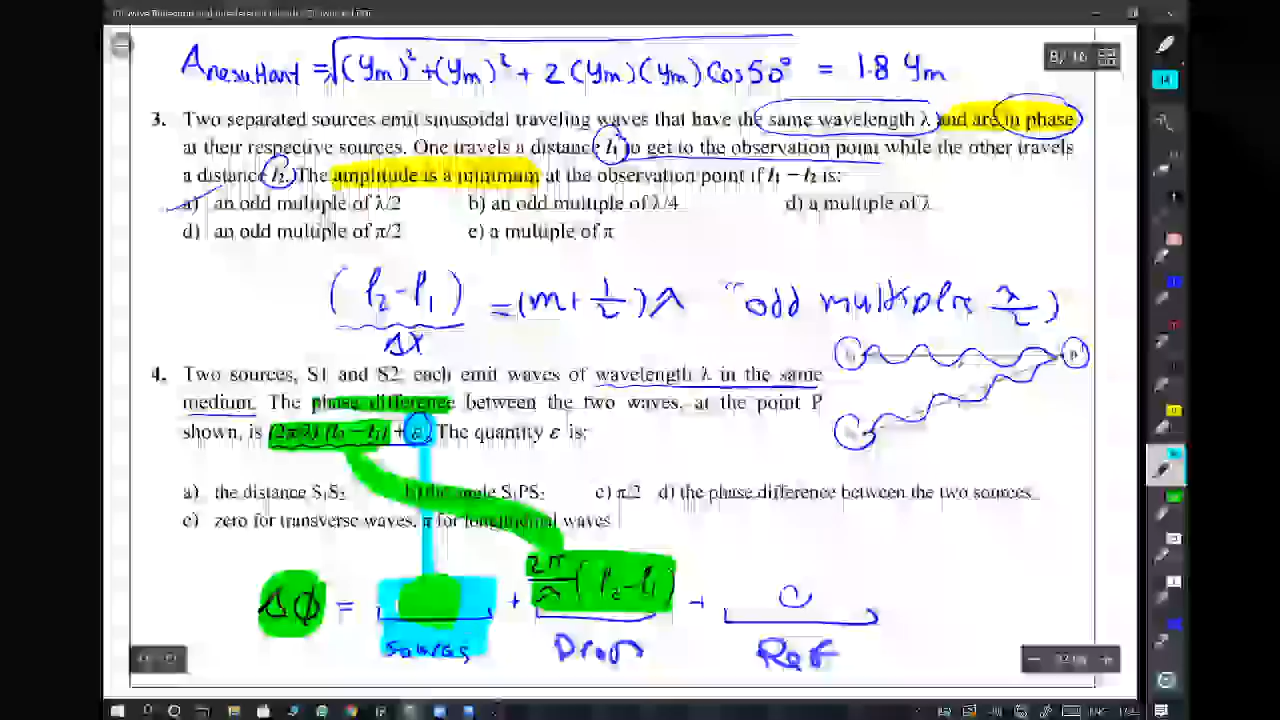 8/16
A resultant = √(ym)² + (ym)² + 2 (ym)(ym) Cos50° = 1.8 ym
3. Two separated sources emit sinusoidal traveling waves that have the same wavelength λ and are in phase
at their respective sources. One travels a distance l₁ to get to the observation point while the other travels
a distance l₂. The amplitude is a minimum at the observation point if l₁ − l₂ is:
a) an odd multiple of λ/2 b) an odd multiple of λ/4 d) a multiple of λ
d) an odd multiple of π/2 e) a multiple of π
(l₂-l₁) = (m+ 1/2)λ "odd multiples λ/2)
ΔX
4. Two sources, S1 and S2 each emit waves of wavelength λ in the same
medium. The phase difference between the two waves, at the point P
shown, is (2π/λ) (l₂ − l₁) + ε. The quantity ε is:
a) the distance S₁S₂ b) the angle S₁PS₂ c) π/2 d) the phase difference between the two sources
e) zero for transverse waves, π for longitudinal waves
Δφ = + 2π/λ (l₂-l₁) +
sources